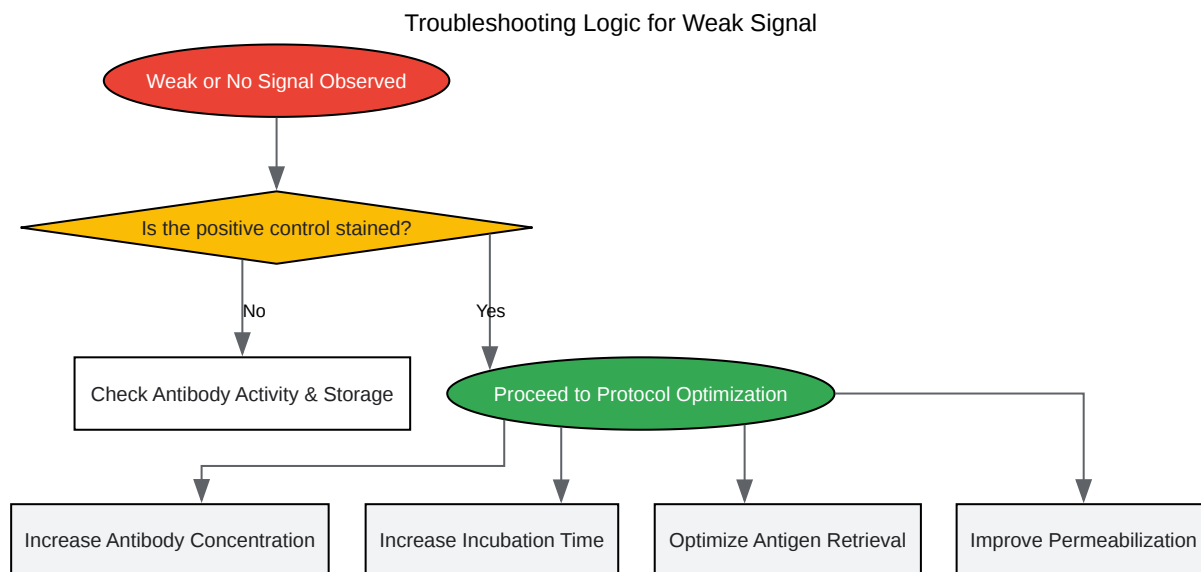 Troubleshooting Logic for Weak Signal
Weak or No Signal Observed
Is the positive control stained?
No
Yes
Check Antibody Activity & Storage
Proceed to Protocol Optimization
Increase Antibody Concentration
Increase Incubation Time
Optimize Antigen Retrieval
Improve Permeabilization